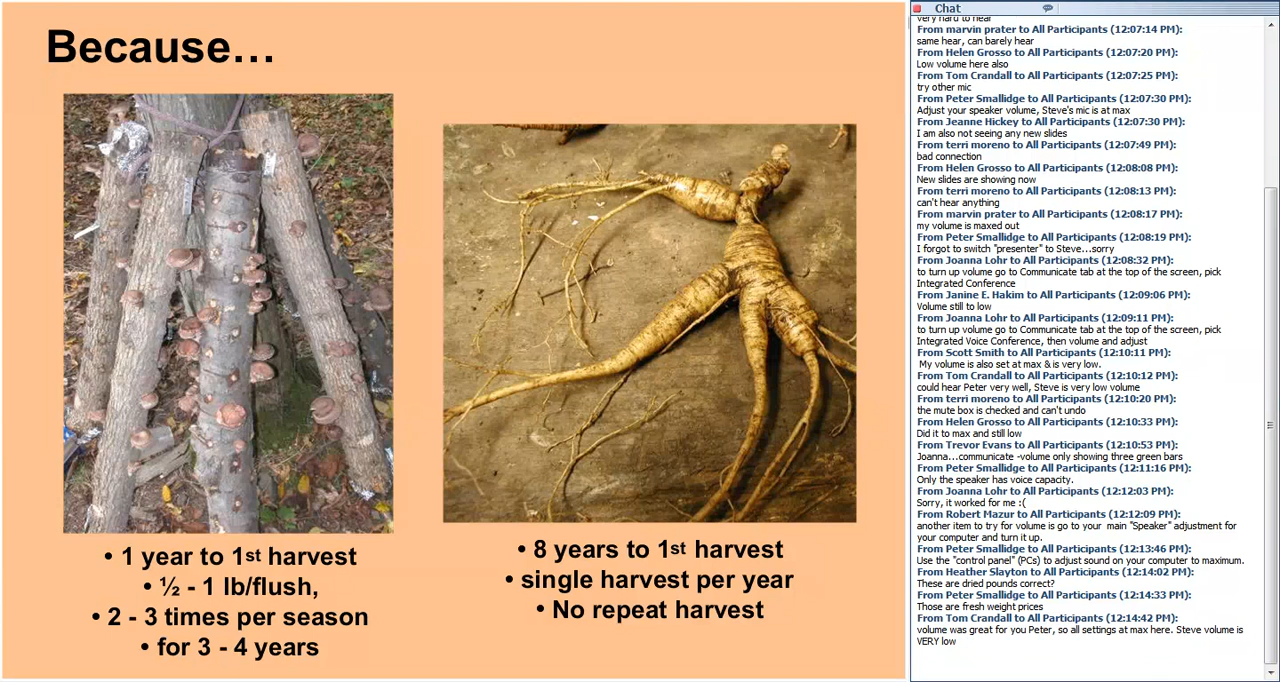 Because…
• 1 year to 1st harvest
• ½ - 1 lb/flush,
• 2 - 3 times per season
• for 3 - 4 years
• 8 years to 1st harvest
• single harvest per year
• No repeat harvest
Chat
very hard to hear
From marvin prater to All Participants (12:07:14 PM):
same hear, can barely hear
From Helen Grosso to All Participants (12:07:20 PM):
Low volume here also
From Tom Crandall to All Participants (12:07:25 PM):
try other mic
From Peter Smallidge to All Participants (12:07:30 PM):
Adjust your speaker volume, Steve's mic is at max
From Jeanne Hickey to All Participants (12:07:30 PM):
I am also not seeing any new slides
From terri moreno to All Participants (12:07:49 PM):
bad connection
From Helen Grosso to All Participants (12:08:08 PM):
New slides are showing now
From terri moreno to All Participants (12:08:13 PM):
can't hear anything
From marvin prater to All Participants (12:08:17 PM):
my volume is maxed out
From Peter Smallidge to All Participants (12:08:19 PM):
I forgot to switch "presenter" to Steve...sorry
From Joanna Lohr to All Participants (12:08:32 PM):
to turn up volume go to Communicate tab at the top of the screen, pick
Integrated Conference
From Janine E. Hakim to All Participants (12:09:06 PM):
Volume still to low
From Joanna Lohr to All Participants (12:09:11 PM):
to turn up volume go to Communicate tab at the top of the screen, pick
Integrated Voice Conference, then volume and adjust
From Scott Smith to All Participants (12:10:11 PM):
My volume is also set at max & is very low.
From Tom Crandall to All Participants (12:10:12 PM):
could hear Peter very well, Steve is very low volume
From terri moreno to All Participants (12:10:20 PM):
the mute box is checked and can't undo
From Helen Grosso to All Participants (12:10:33 PM):
Did it to max and still low
From Trevor Evans to All Participants (12:10:53 PM):
Joanna...communicate -volume only showing three green bars
From Peter Smallidge to All Participants (12:11:16 PM):
Only the speaker has voice capacity.
From Joanna Lohr to All Participants (12:12:03 PM):
Sorry, it worked for me :(
From Robert Mazur to All Participants (12:12:09 PM):
another item to try for volume is go to your main "Speaker" adjustment for
your computer and turn it up.
From Peter Smallidge to All Participants (12:13:46 PM):
Use the "control panel" (PCs) to adjust sound on your computer to maximum.
From Heather Slayton to All Participants (12:14:02 PM):
These are dried pounds correct?
From Peter Smallidge to All Participants (12:14:33 PM):
Those are fresh weight prices
From Tom Crandall to All Participants (12:14:42 PM):
volume was great for you Peter, so all settings at max here. Steve volume is
VERY low